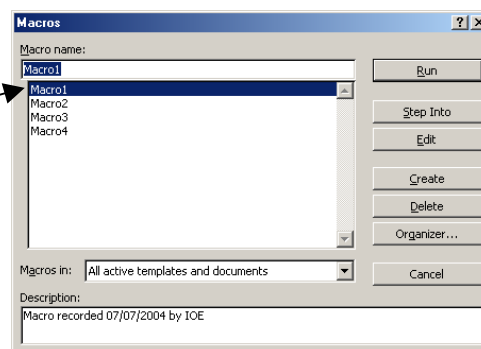 Macros
Macro name:
Macro1
Run
Macro1
Macro2
Macro3
Macro4
Step Into
Edit
Create
Delete
Organizer...
Macros in: All active templates and documents
Cancel
Description:
Macro recorded 07/07/2004 by IOE